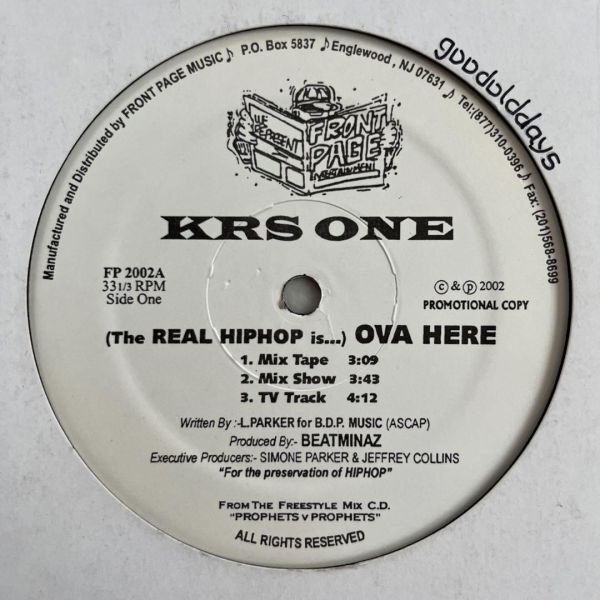 Manufactured and Distributed by FRONT PAGE MUSIC♪ P.O. Box 5837 ♪Englewood, NJ 07631 ♪ Tel:(877)310-0396♪ Fax: (201)568-8699
gooddolddays
WE REPRESENT
FRONT
PAGE
ENTERTAINMENT
KRS ONE
FP 2002A
33 1/3 RPM
Side One
© & ℗ 2002
PROMOTIONAL COPY
(The REAL HIPHOP is...) OVA HERE
1. Mix Tape 3:09
2. Mix Show 3:43
3. TV Track 4:12
Written By :-L.PARKER for B.D.P. MUSIC (ASCAP)
Produced By:- BEATMINAZ
Executive Producers:- SIMONE PARKER & JEFFREY COLLINS
"For the preservation of HIPHOP"
FROM THE FREESTYLE MIX C.D.
"PROPHETS V PROPHETS"
ALL RIGHTS RESERVED